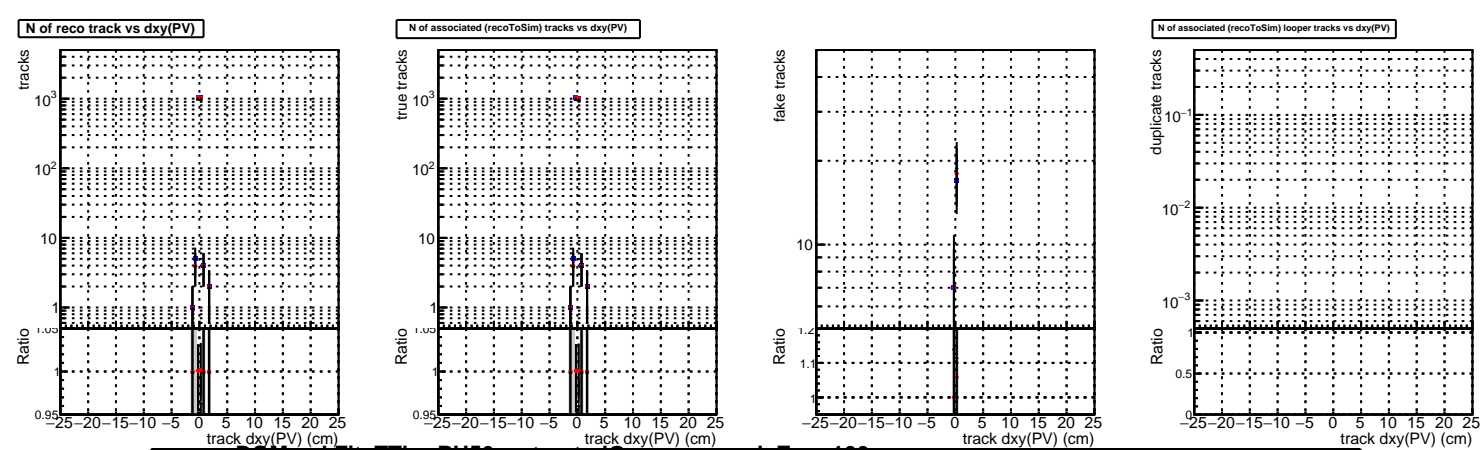 N of reco track vs dxy(PV)
tracks
10³
10²
10
1
Ratio
1.05
1
0.95
−25 −20 −15 −10 −5 0 5 10 15 20 25
track dxy(PV) (cm)
N of associated (recoToSim) tracks vs dxy(PV)
true tracks
10³
10²
10
1
Ratio
1.05
1
0.95
−25 −20 −15 −10 −5 0 5 10 15 20 25
track dxy(PV) (cm)
fake tracks
10
Ratio
1.2
1.1
1
−25 −20 −15 −10 −5 0 5 10 15 20 25
track dxy(PV) (cm)
N of associated (recoToSim) looper tracks vs dxy(PV)
duplicate tracks
10⁻¹
10⁻²
10⁻³
Ratio
1
0.5
0
−25 −20 −15 −10 −5 0 5 10 15 20 25
track dxy(PV) (cm)